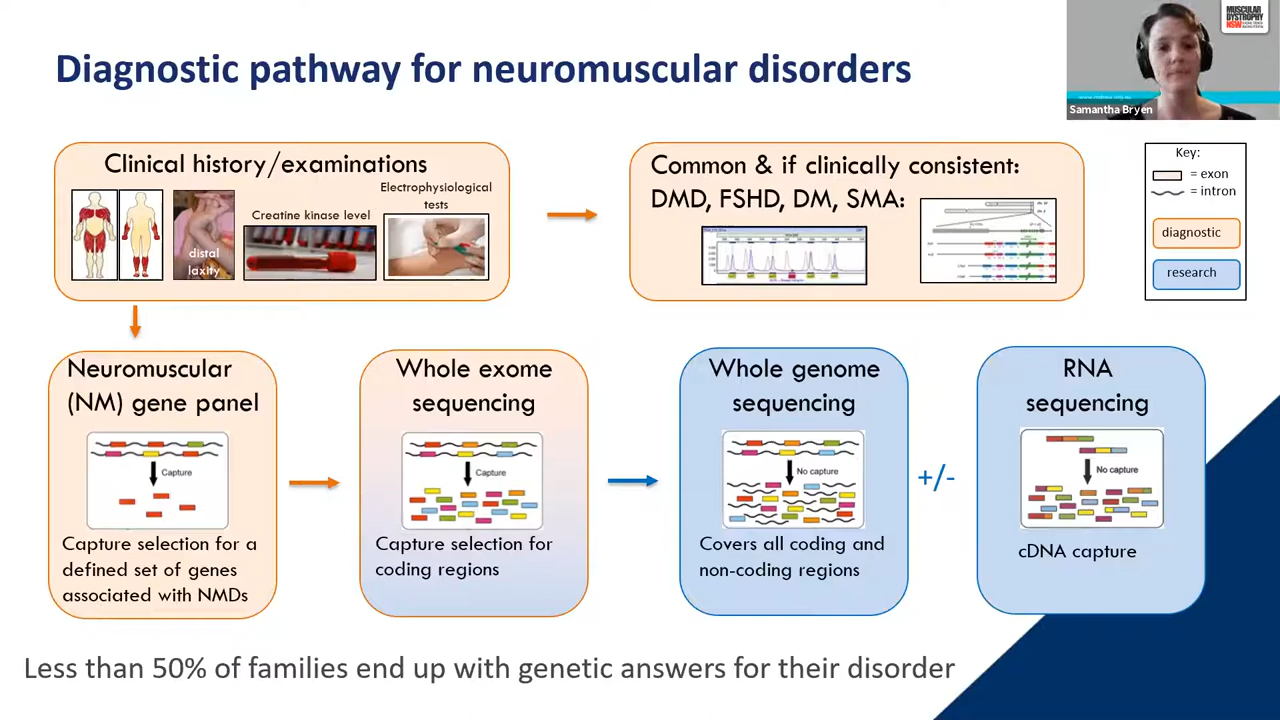 Diagnostic pathway for neuromuscular disorders
MUSCULAR
DYSTROPHY
NSW
Samantha Bryen
Clinical history/examinations
distal
laxity
Creatine kinase level
Electrophysiological
tests
Common & if clinically consistent:
DMD, FSHD, DM, SMA:
Key:
= exon
= intron
diagnostic
research
Neuromuscular
(NM) gene panel
Capture
Capture selection for a
defined set of genes
associated with NMDs
Whole exome
sequencing
Capture
Capture selection for
coding regions
Whole genome
sequencing
No capture
Covers all coding and
non-coding regions
+/-
RNA
sequencing
No capture
cDNA capture
Less than 50% of families end up with genetic answers for their disorder